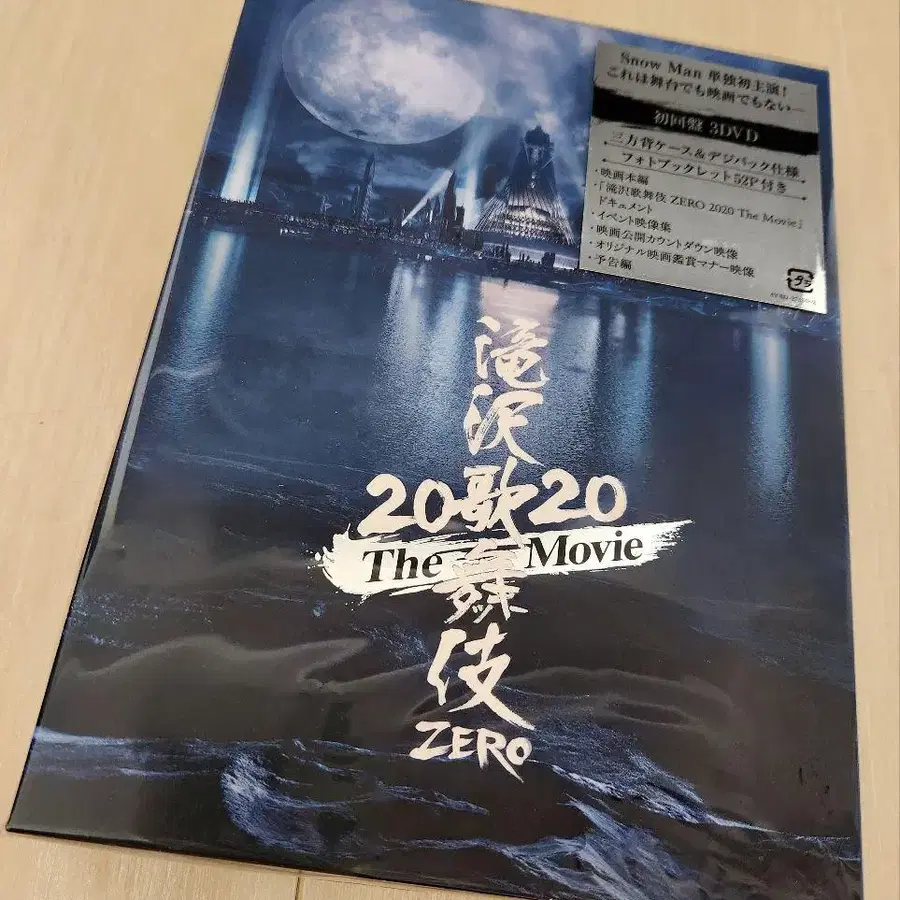 Snow Man 単独初主演!
これは舞台でも映画でもない―
初回盤 3DVD
三方背ケース&デジパック仕様
フォトブックレット52P付き
・映画本編
「滝沢歌舞伎 ZERO 2020 The Movie」
ドキュメント
・イベント映像集
・映画公開カウントダウン映像
・オリジナル映画鑑賞マナー映像
・予告編
滝沢歌舞伎
2020
The Movie
ZERO